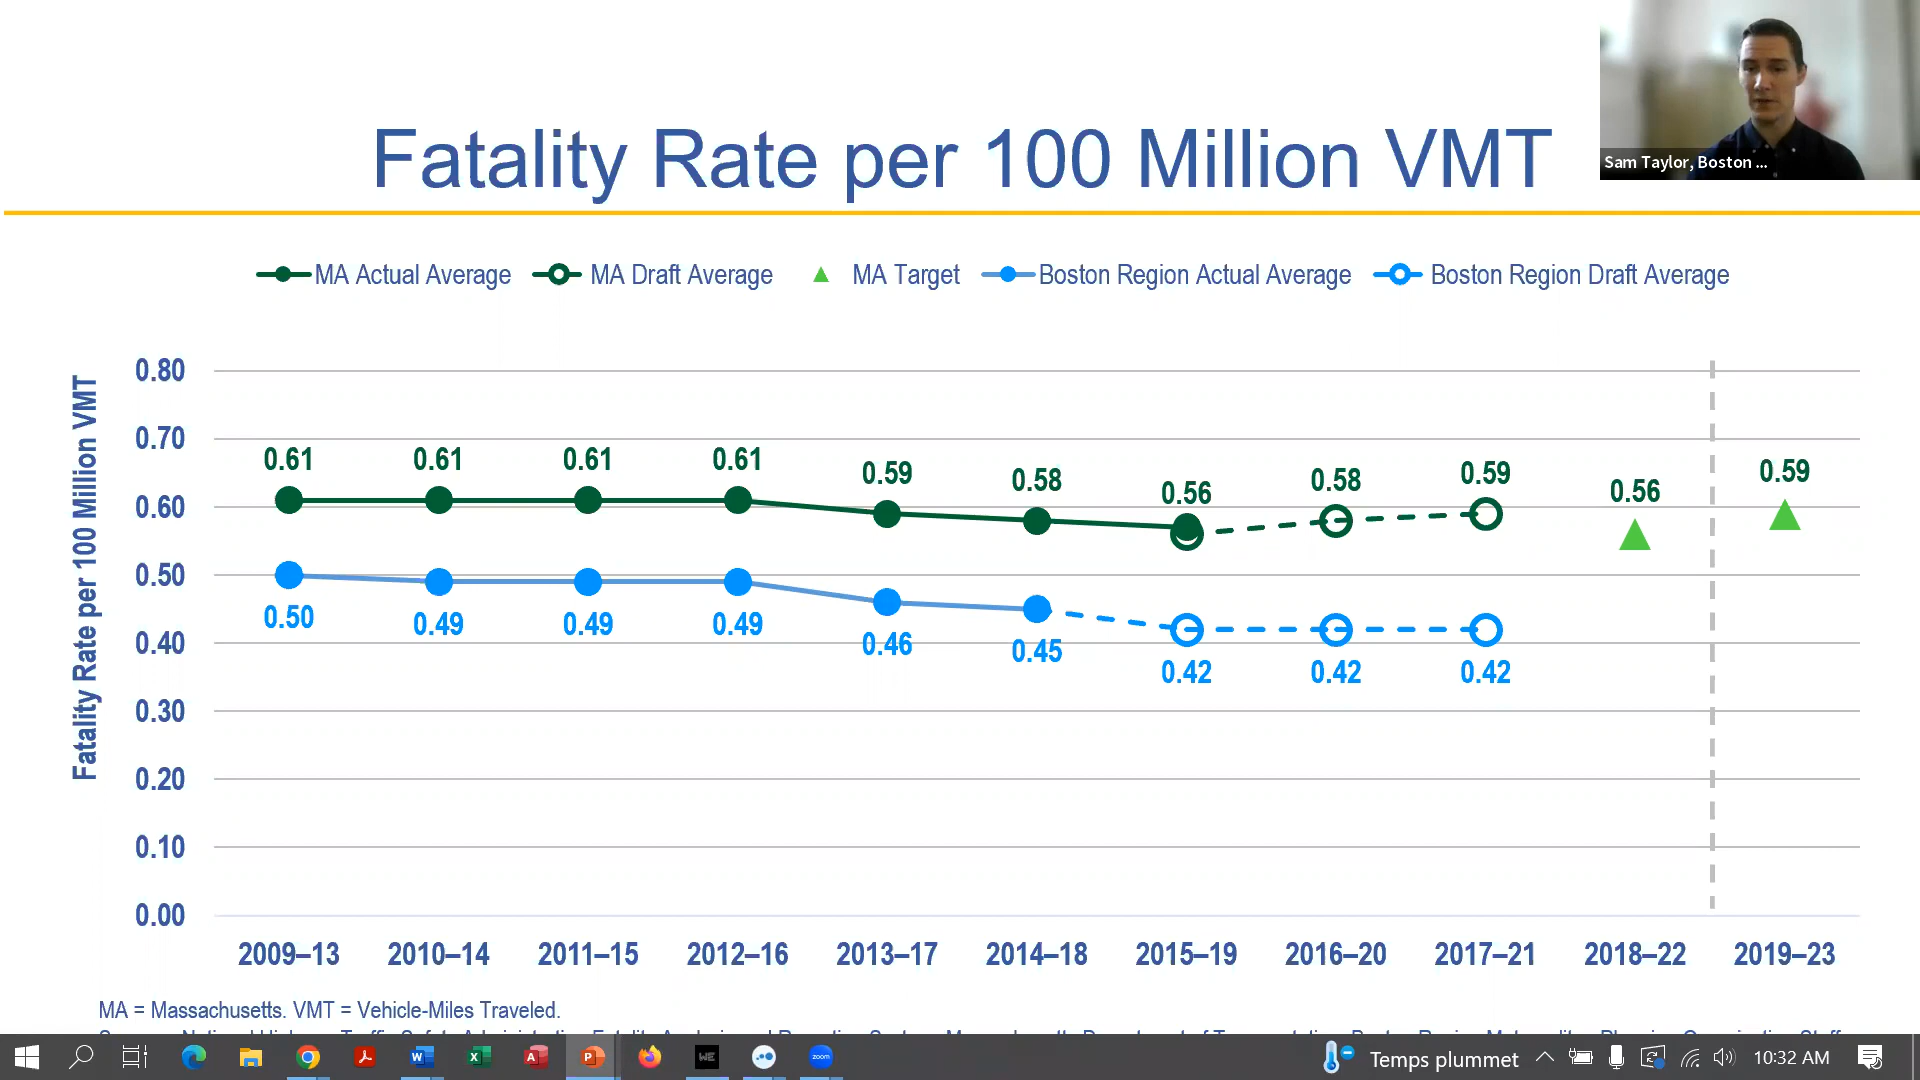 Sam Taylor, Boston ...
Fatality Rate per 100 Million VMT
MA Actual Average MA Draft Average MA Target Boston Region Actual Average Boston Region Draft Average
Fatality Rate per 100 Million VMT
0.80
0.70
0.60
0.50
0.40
0.30
0.20
0.10
0.00
0.61 0.61 0.61 0.61 0.59 0.58 0.56 0.58 0.59 0.56 0.59
0.50 0.49 0.49 0.49 0.46 0.45 0.42 0.42 0.42
2009–13 2010–14 2011–15 2012–16 2013–17 2014–18 2015–19 2016–20 2017–21 2018–22 2019–23
MA = Massachusetts. VMT = Vehicle-Miles Traveled.
WE
zoom
Temps plummet
10:32 AM